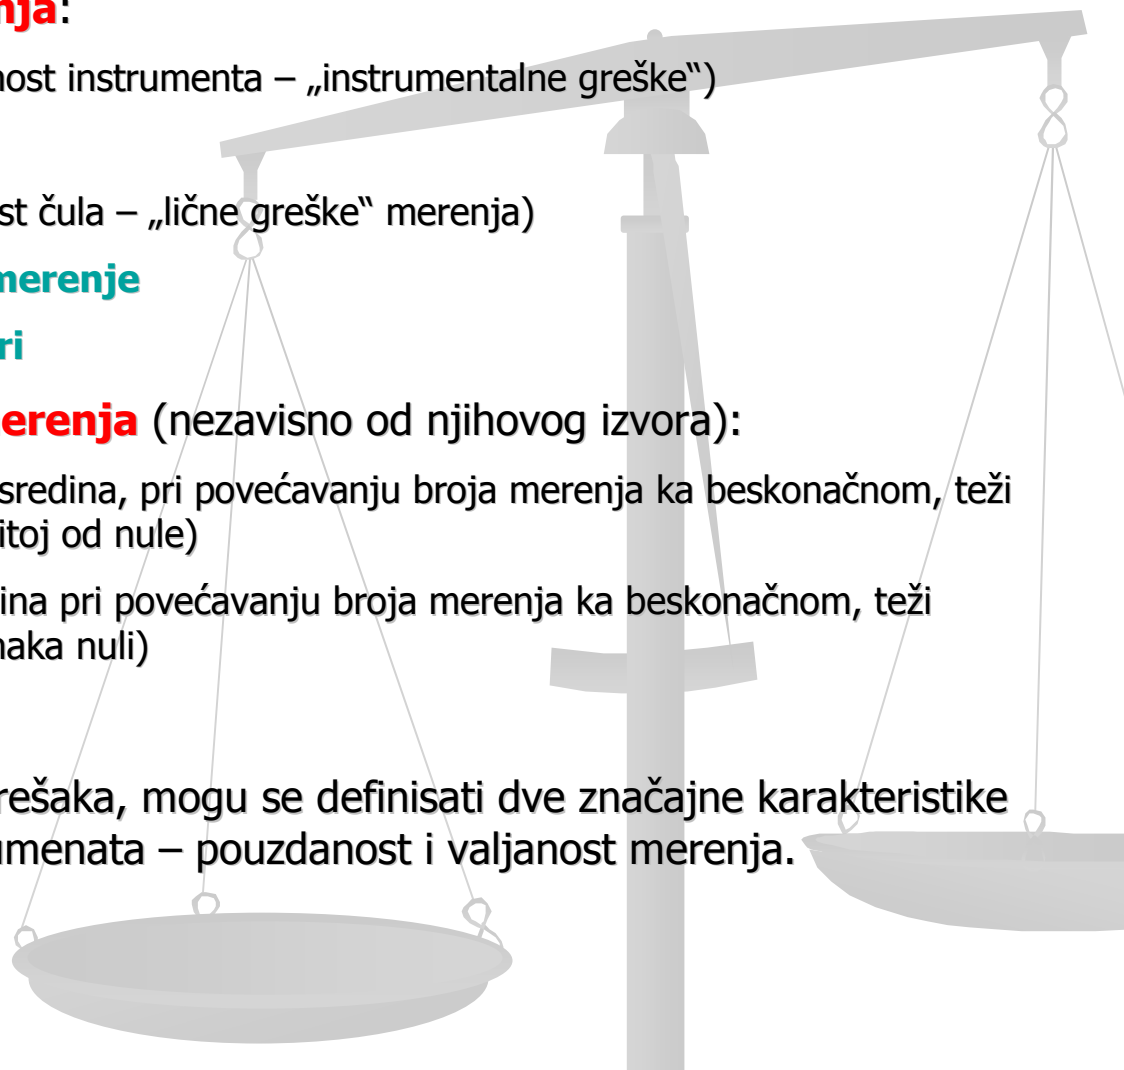 nja:
nost instrumenta – „instrumentalne greške“)
st čula – „lične greške“ merenja)
merenje
ri
erenja (nezavisno od njihovog izvora):
sredina, pri povećavanju broja merenja ka beskonačnom, teži
itoj od nule)
ina pri povećavanju broja merenja ka beskonačnom, teži
naka nuli)
rešaka, mogu se definisati dve značajne karakteristike
umenata – pouzdanost i valjanost merenja.